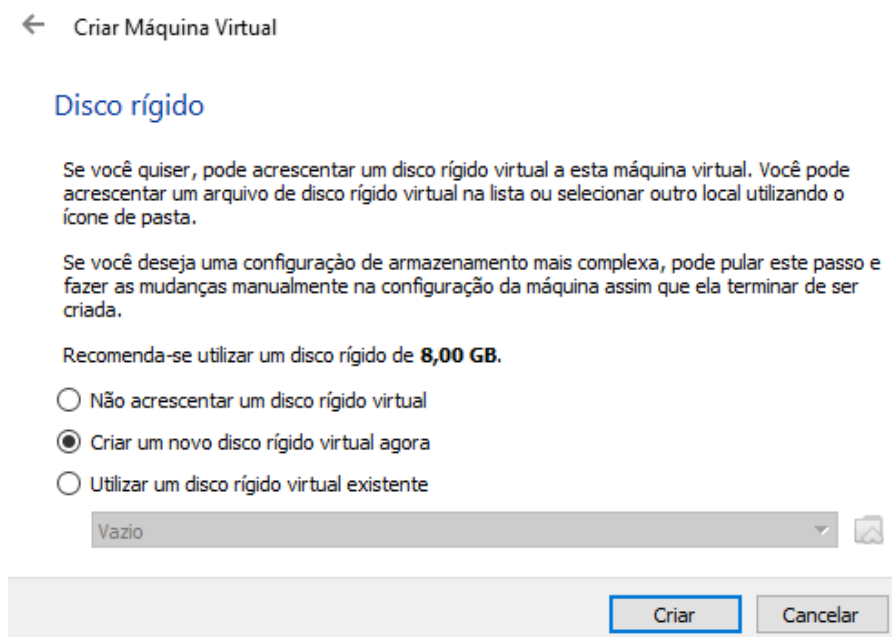 Criar Máquina Virtual
Disco rígido
Se você quiser, pode acrescentar um disco rígido virtual a esta máquina virtual. Você pode
acrescentar um arquivo de disco rígido virtual na lista ou selecionar outro local utilizando o
ícone de pasta.
Se você deseja uma configuraçào de armazenamento mais complexa, pode pular este passo e
fazer as mudanças manualmente na configuração da máquina assim que ela terminar de ser
criada.
Recomenda-se utilizar um disco rígido de 8,00 GB.
Não acrescentar um disco rígido virtual
Criar um novo disco rígido virtual agora
Utilizar um disco rígido virtual existente
Vazio
Criar Cancelar